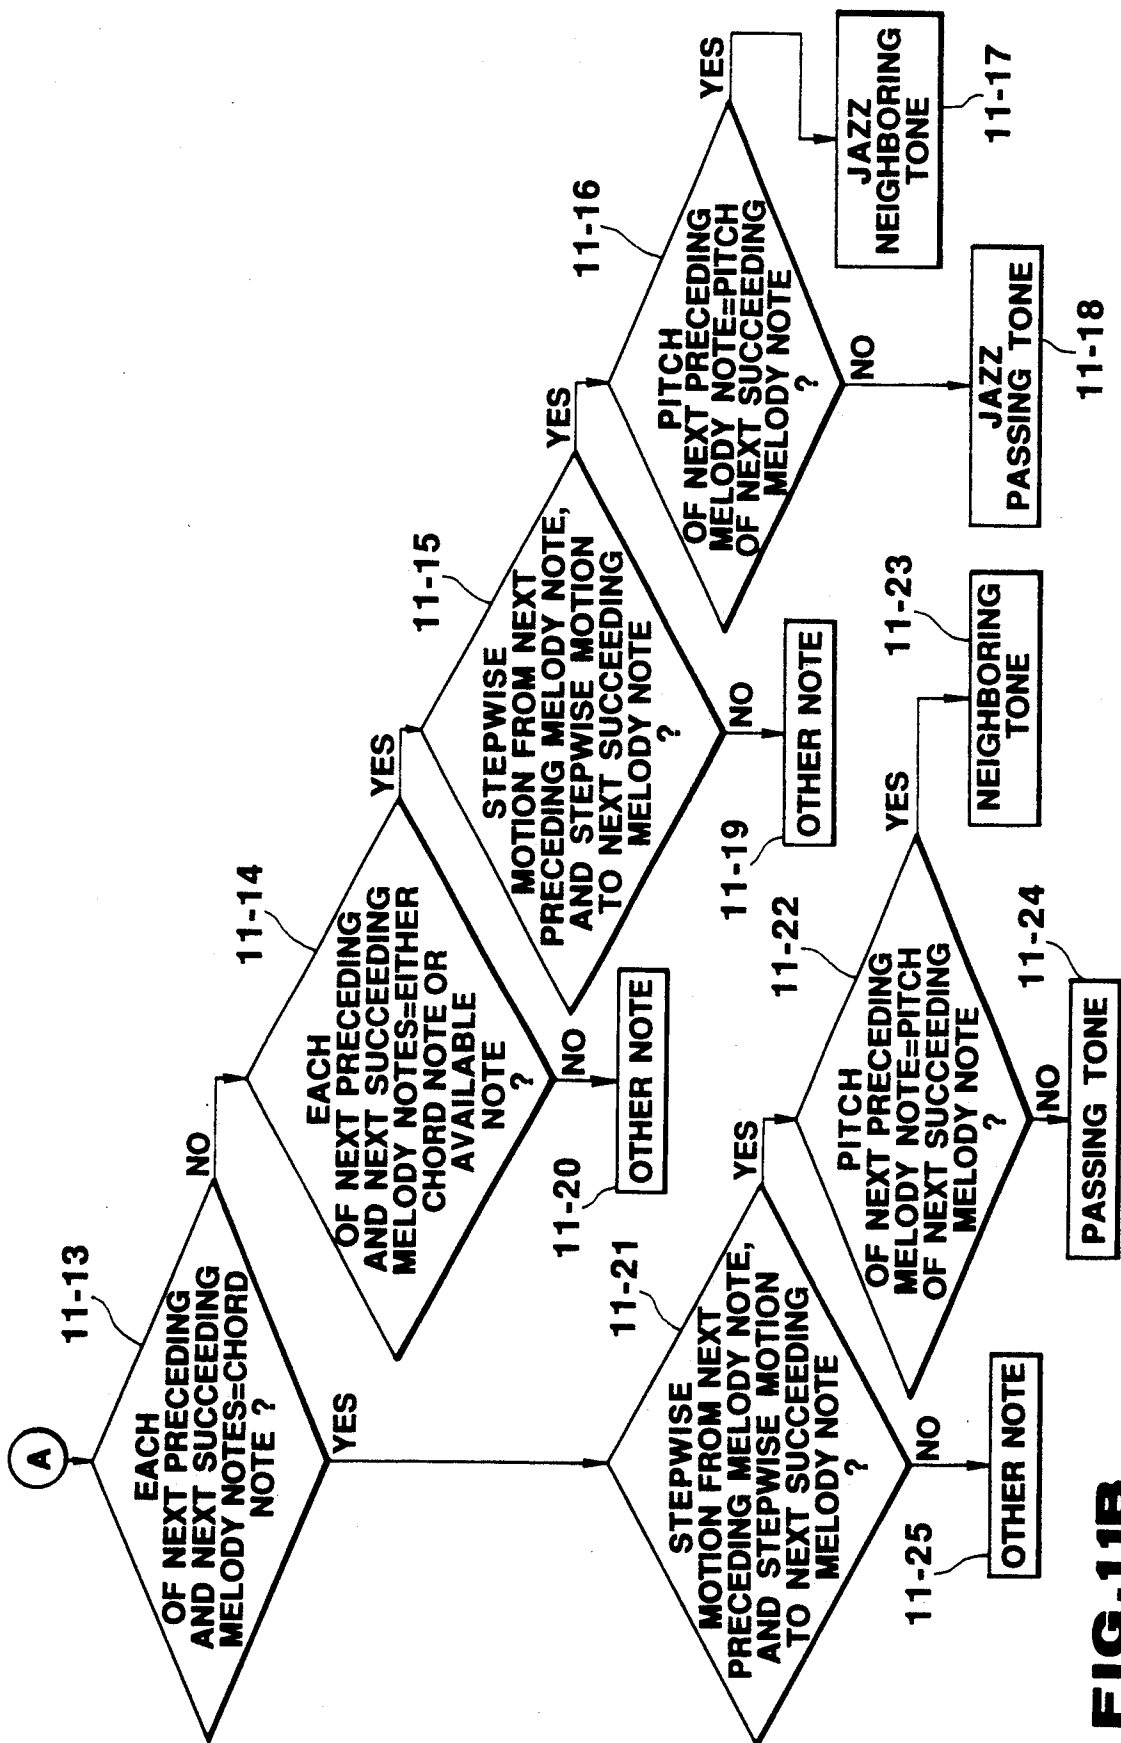 A
11-13
EACH
OF NEXT PRECEDING
AND NEXT SUCCEEDING
MELODY NOTES=CHORD
NOTE ?
NO
YES
11-14
EACH
OF NEXT PRECEDING
AND NEXT SUCCEEDING
MELODY NOTES=EITHER
CHORD NOTE OR
AVAILABLE
NOTE
?
YES
NO
11-20
OTHER NOTE
11-15
STEPWISE
MOTION FROM NEXT
PRECEDING MELODY NOTE,
AND STEPWISE MOTION
TO NEXT SUCCEEDING
MELODY NOTE
?
YES
NO
11-19
OTHER NOTE
11-16
PITCH
OF NEXT PRECEDING
MELODY NOTE=PITCH
OF NEXT SUCCEEDING
MELODY NOTE
?
YES
NO
JAZZ
NEIGHBORING
TONE
11-17
JAZZ
PASSING TONE
11-18
11-21
STEPWISE
MOTION FROM NEXT
PRECEDING MELODY NOTE,
AND STEPWISE MOTION
TO NEXT SUCCEEDING
MELODY NOTE
?
YES
NO
11-25
OTHER NOTE
11-22
PITCH
OF NEXT PRECEDING
MELODY NOTE=PITCH
OF NEXT SUCCEEDING
MELODY NOTE
?
YES
NO
11-23
NEIGHBORING
TONE
11-24
PASSING TONE
FIG.11B